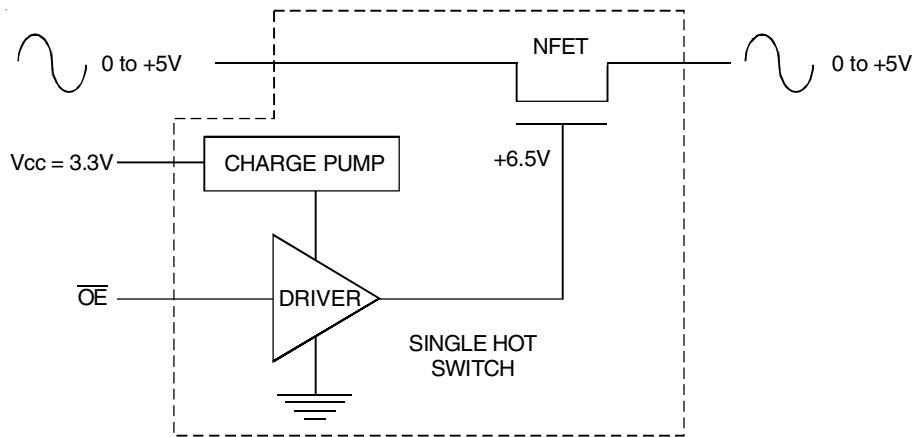 NFET
0 to +5V
0 to +5V
+6.5V
Vcc = 3.3V
CHARGE PUMP
OE
DRIVER
SINGLE HOT
SWITCH